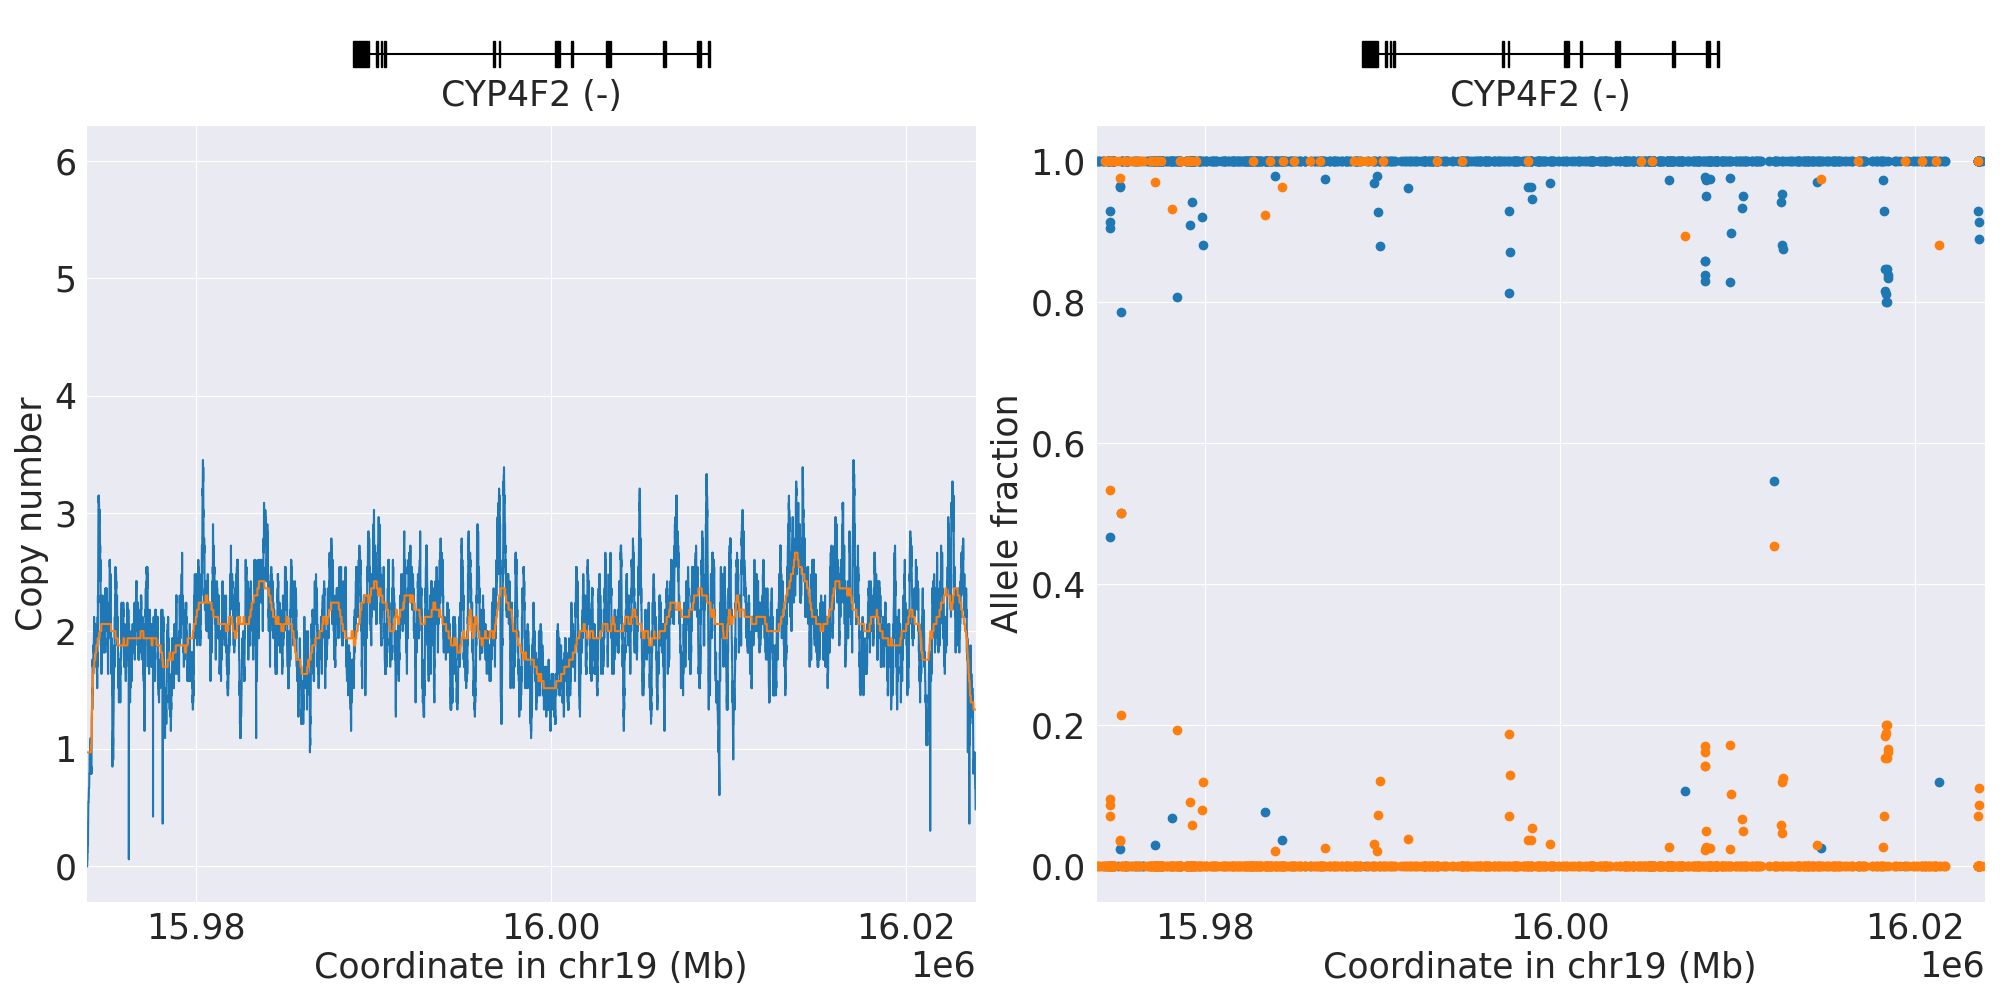 CYP4F2 (-)
6
5
4
3
2
1
0
Copy number
15.98
16.00
16.02
Coordinate in chr19 (Mb)
1e6
CYP4F2 (-)
1.0
0.8
0.6
0.4
0.2
0.0
Allele fraction
15.98
16.00
16.02
Coordinate in chr19 (Mb)
1e6